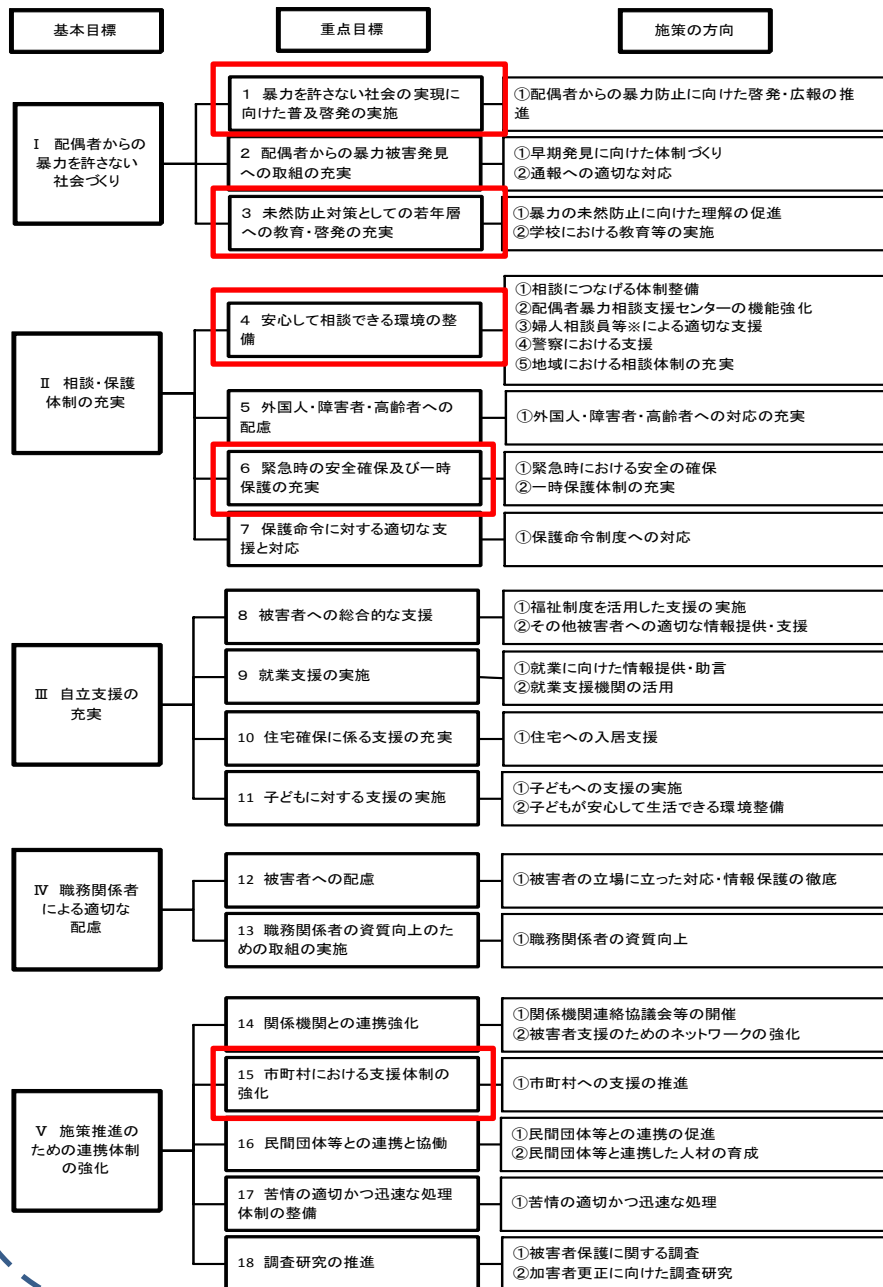 基本目標
重点目標
施策の方向
Ⅰ 配偶者からの
暴力を許さない
社会づくり
1 暴力を許さない社会の実現に
向けた普及啓発の実施
①配偶者からの暴力防止に向けた啓発・広報の推
進
2 配偶者からの暴力被害発見
への取組の充実
①早期発見に向けた体制づくり
②通報への適切な対応
3 未然防止対策としての若年層
への教育・啓発の充実
①暴力の未然防止に向けた理解の促進
②学校における教育等の実施
Ⅱ 相談・保護
体制の充実
4 安心して相談できる環境の整
備
①相談につなげる体制整備
②配偶者暴力相談支援センターの機能強化
③婦人相談員等※による適切な支援
④警察における支援
⑤地域における相談体制の充実
5 外国人・障害者・高齢者への
配慮
①外国人・障害者・高齢者への対応の充実
6 緊急時の安全確保及び一時
保護の充実
①緊急時における安全の確保
②一時保護体制の充実
7 保護命令に対する適切な支
援と対応
①保護命令制度への対応
Ⅲ 自立支援の
充実
8 被害者への総合的な支援
①福祉制度を活用した支援の実施
②その他被害者への適切な情報提供・支援
9 就業支援の実施
①就業に向けた情報提供・助言
②就業支援機関の活用
10 住宅確保に係る支援の充実
①住宅への入居支援
11 子どもに対する支援の実施
①子どもへの支援の実施
②子どもが安心して生活できる環境整備
Ⅳ 職務関係者
による適切な
配慮
12 被害者への配慮
①被害者の立場に立った対応・情報保護の徹底
13 職務関係者の資質向上のた
めの取組の実施
①職務関係者の資質向上
Ⅴ 施策推進の
ための連携体制
の強化
14 関係機関との連携強化
①関係機関連絡協議会等の開催
②被害者支援のためのネットワークの強化
15 市町村における支援体制の
強化
①市町村への支援の推進
16 民間団体等との連携と協働
①民間団体等との連携の促進
②民間団体等と連携した人材の育成
17 苦情の適切かつ迅速な処理
体制の整備
①苦情の適切かつ迅速な処理
18 調査研究の推進
①被害者保護に関する調査
②加害者更正に向けた調査研究